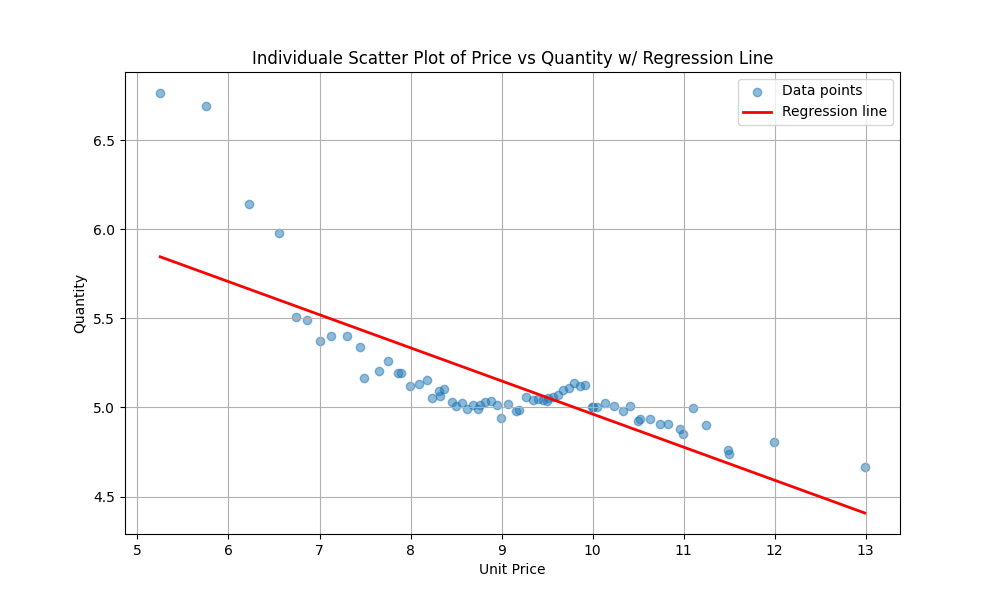 Individuale Scatter Plot of Price vs Quantity w/ Regression Line
Data points
Regression line
6.5
6.0
5.5
5.0
4.5
Quantity
5 6 7 8 9 10 11 12 13
Unit Price